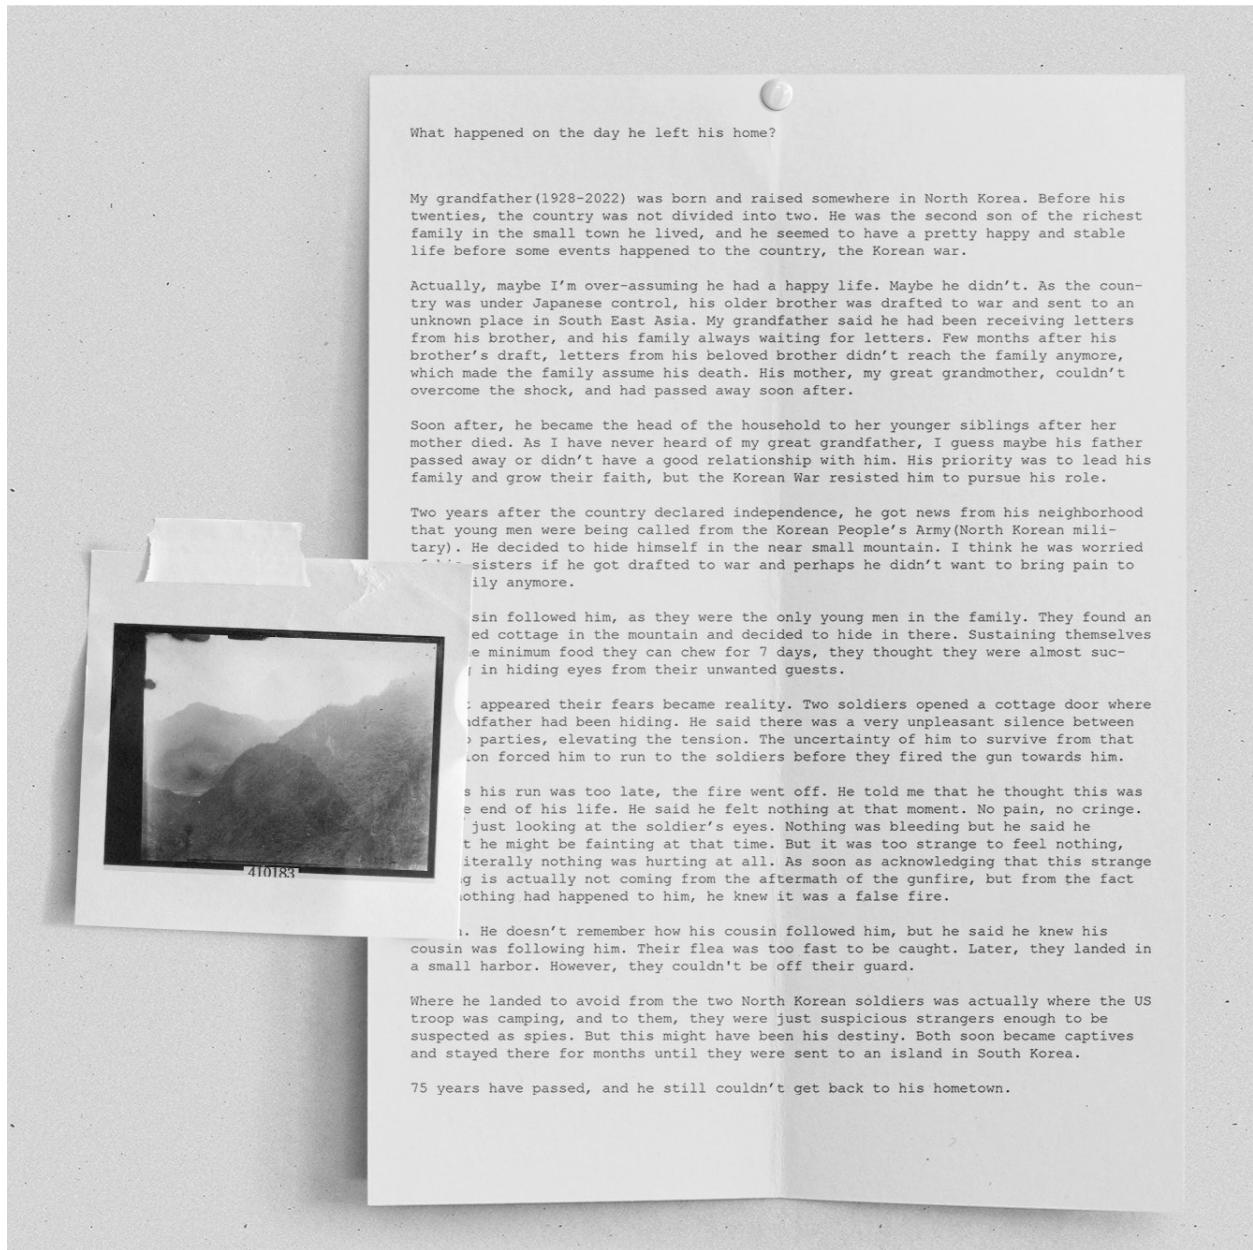 What happened on the day he left his home?
My grandfather(1928-2022) was born and raised somewhere in North Korea. Before his
twenties, the country was not divided into two. He was the second son of the richest
family in the small town he lived, and he seemed to have a pretty happy and stable
life before some events happened to the country, the Korean war.
Actually, maybe I'm over-assuming he had a happy life. Maybe he didn't. As the coun-
try was under Japanese control, his older brother was drafted to war and sent to an
unknown place in South East Asia. My grandfather said he had been receiving letters
from his brother, and his family always waiting for letters. Few months after his
brother's draft, letters from his beloved brother didn't reach the family anymore,
which made the family assume his death. His mother, my great grandmother, couldn't
overcome the shock, and had passed away soon after.
Soon after, he became the head of the household to her younger siblings after her
mother died. As I have never heard of my great grandfather, I guess maybe his father
passed away or didn't have a good relationship with him. His priority was to lead his
family and grow their faith, but the Korean War resisted him to pursue his role.
Two years after the country declared independence, he got news from his neighborhood
that young men were being called from the Korean People's Army(North Korean mili-
tary). He decided to hide himself in the near small mountain. I think he was worried
sisters if he got drafted to war and perhaps he didn't want to bring pain to
ily anymore.
sin followed him, as they were the only young men in the family. They found an
ed cottage in the mountain and decided to hide in there. Sustaining themselves
e minimum food they can chew for 7 days, they thought they were almost suc-
in hiding eyes from their unwanted guests.
appeared their fears became reality. Two soldiers opened a cottage door where
dfather had been hiding. He said there was a very unpleasant silence between
parties, elevating the tension. The uncertainty of him to survive from that
ion forced him to run to the soldiers before they fired the gun towards him.
s his run was too late, the fire went off. He told me that he thought this was
e end of his life. He said he felt nothing at that moment. No pain, no cringe.
just looking at the soldier's eyes. Nothing was bleeding but he said he
t he might be fainting at that time. But it was too strange to feel nothing,
iterally nothing was hurting at all. As soon as acknowledging that this strange
g is actually not coming from the aftermath of the gunfire, but from the fact
othing had happened to him, he knew it was a false fire.
. He doesn't remember how his cousin followed him, but he said he knew his
cousin was following him. Their flea was too fast to be caught. Later, they landed in
a small harbor. However, they couldn't be off their guard.
Where he landed to avoid from the two North Korean soldiers was actually where the US
troop was camping, and to them, they were just suspicious strangers enough to be
suspected as spies. But this might have been his destiny. Both soon became captives
and stayed there for months until they were sent to an island in South Korea.
75 years have passed, and he still couldn't get back to his hometown.
410183